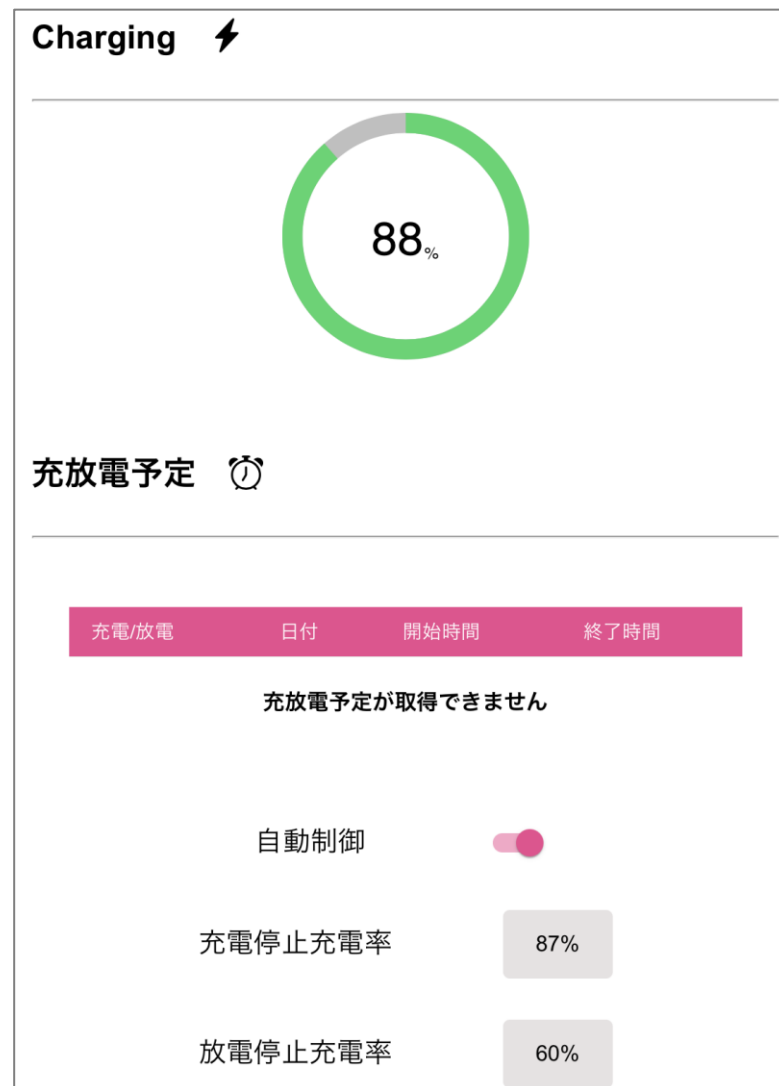 Charging
88%
充放電予定
充電/放電 日付 開始時間 終了時間
充放電予定が取得できません
自動制御
充電停止充電率 87%
放電停止充電率 60%